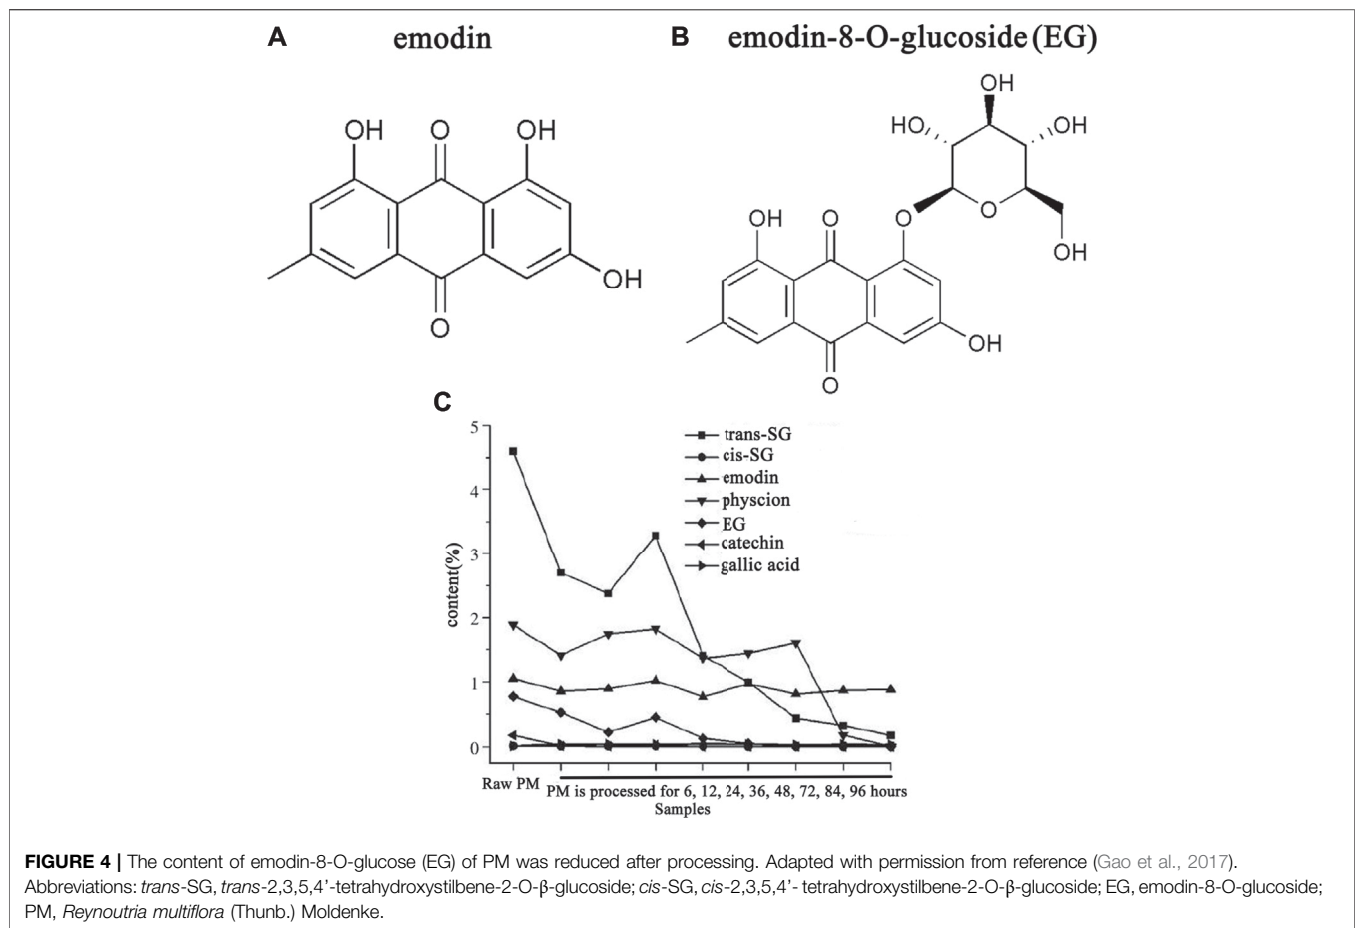 A emodin
B emodin-8-O-glucoside (EG)
OH
O
OH
OH
O
OH
HO
OH
O
O
OH
OH
O
OH
O
C
5
4
3
2
1
0
content(%)
trans-SG
cis-SG
emodin
physcion
EG
catechin
gallic acid
Raw PM
PM is processed for 6, 12, 24, 36, 48, 72, 84, 96 hours
Samples
FIGURE 4 | The content of emodin-8-O-glucose (EG) of PM was reduced after processing. Adapted with permission from reference (Gao et al., 2017).
Abbreviations: trans-SG, trans-2,3,5,4’-tetrahydroxystilbene-2-O-β-glucoside; cis-SG, cis-2,3,5,4’- tetrahydroxystilbene-2-O-β-glucoside; EG, emodin-8-O-glucoside;
PM, Reynoutria multiflora (Thunb.) Moldenke.